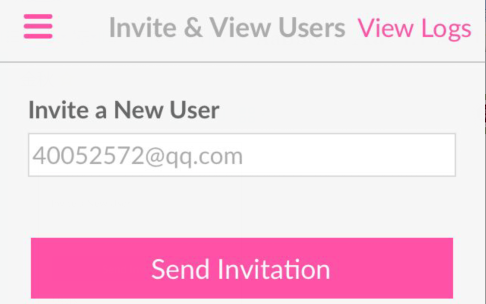 Invite & View Users View Logs
Invite a New User
40052572@qq.com
Send Invitation